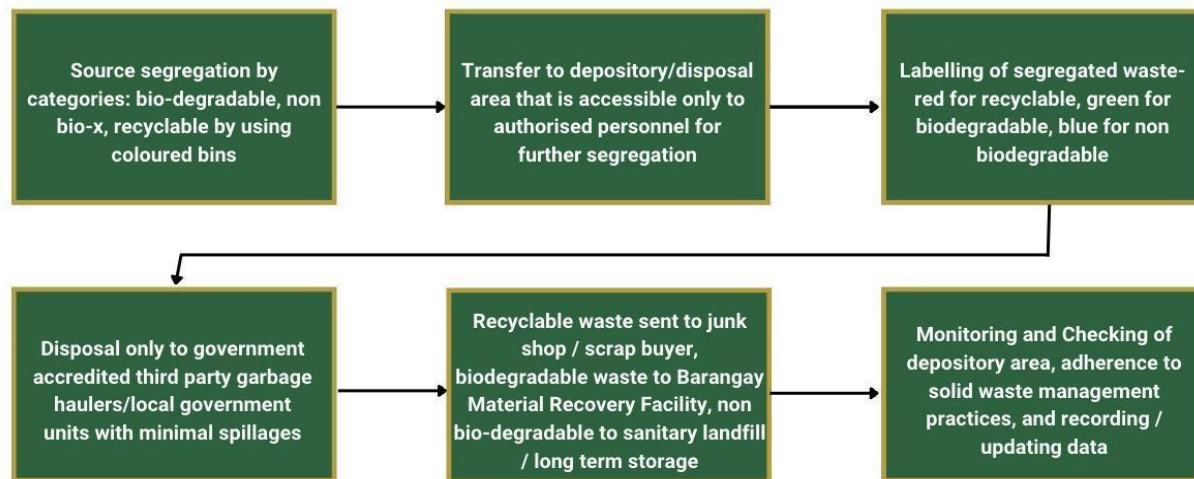 Source segregation by
categories: bio-degradable, non
bio-x, recyclable by using
coloured bins
Transfer to depository/disposal
area that is accessible only to
authorised personnel for
further segregation
Labelling of segregated waste-
red for recyclable, green for
biodegradable, blue for non
biodegradable
Disposal only to government
accredited third party garbage
haulers/local government
units with minimal spillages
Recyclable waste sent to junk
shop / scrap buyer,
biodegradable waste to Barangay
Material Recovery Facility, non
bio-degradable to sanitary landfill
/ long term storage
Monitoring and Checking of
depository area, adherence to
solid waste management
practices, and recording /
updating data